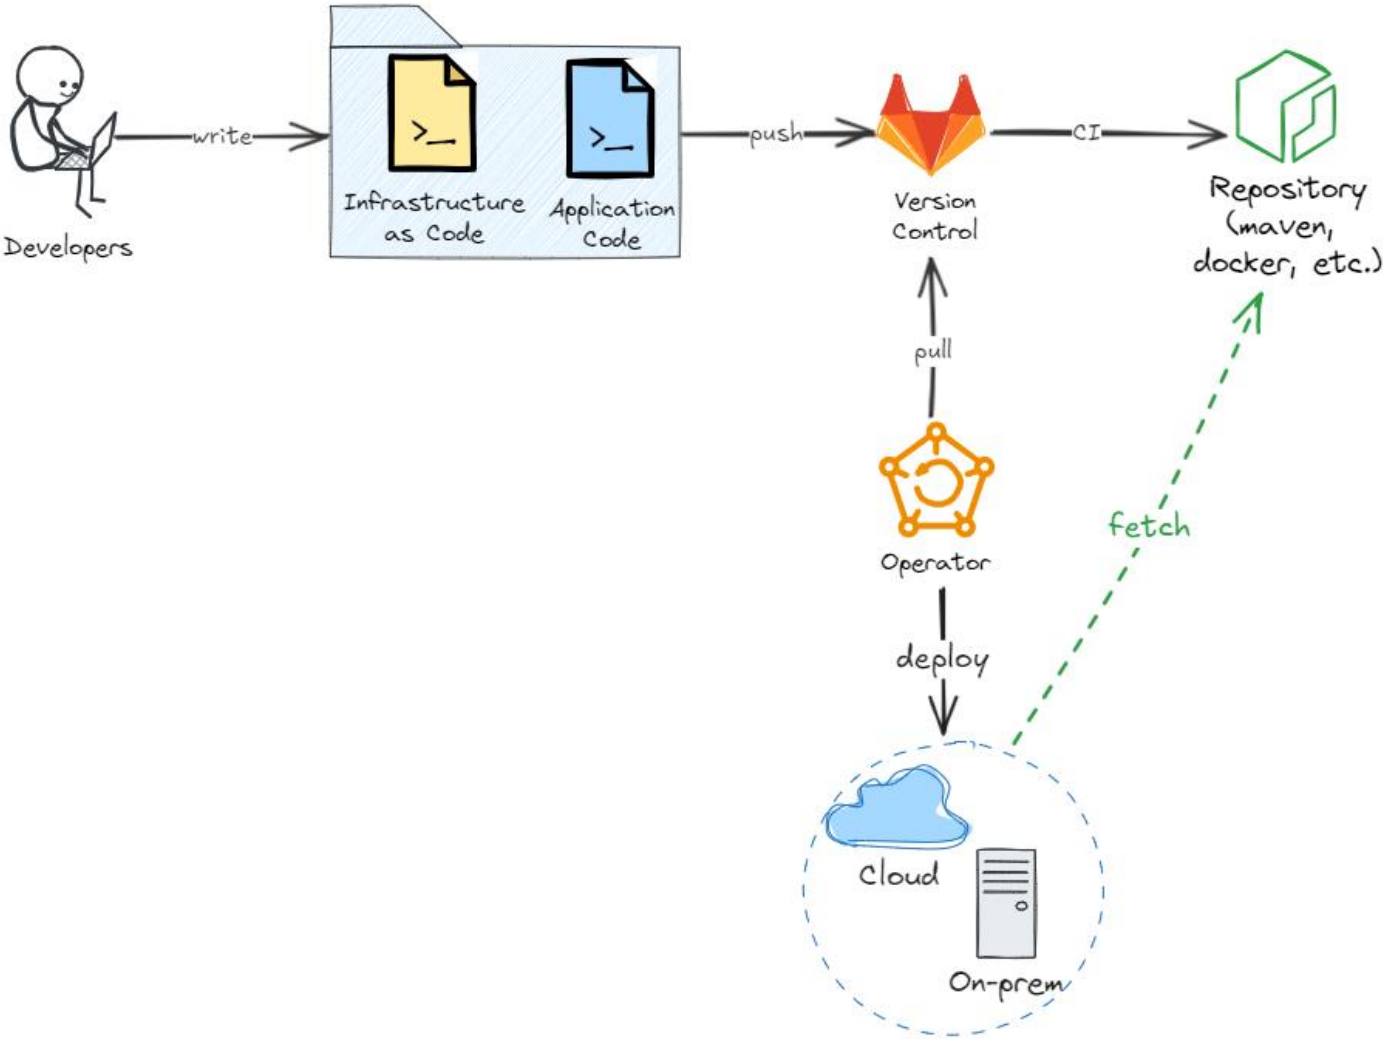 write
push
CI
Developers
Infrastructure
as Code
Application
Code
Version
Control
Repository
(maven,
docker, etc.)
pull
fetch
Operator
deploy
Cloud
On-prem